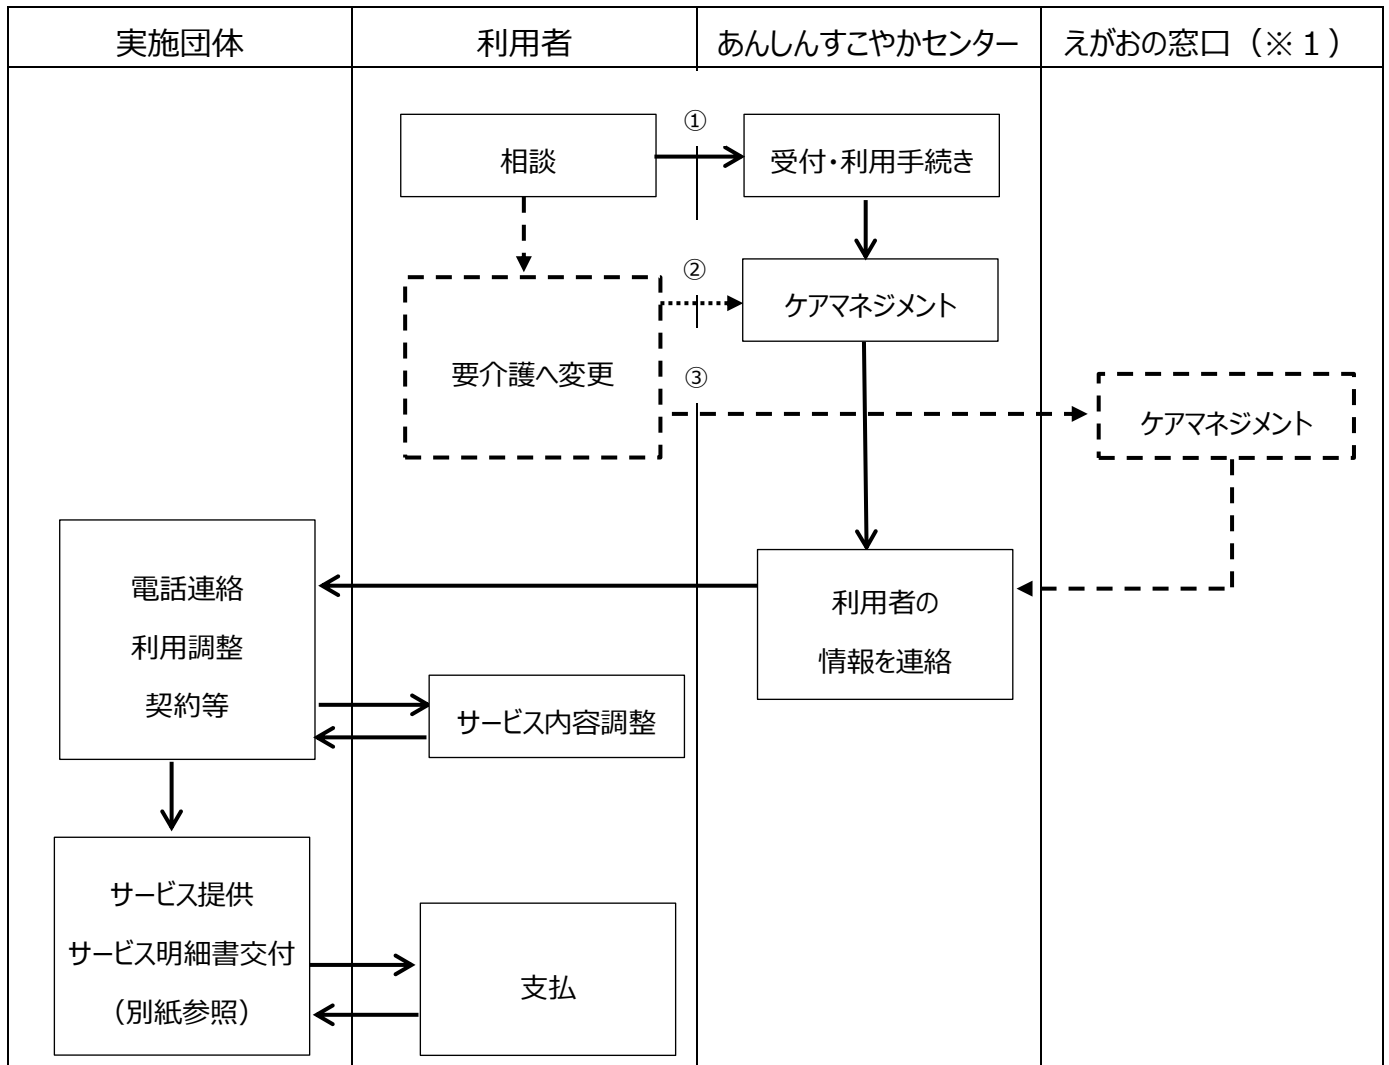 実施団体
利用者
あんしんすこやかセンター
えがおの窓口（※１）
①
相談
受付・利用手続き
②
ケアマネジメント
要介護へ変更
③
ケアマネジメント
電話連絡
利用調整
契約等
利用者の
情報を連絡
サービス内容調整
サービス提供
サービス明細書交付
（別紙参照）
支払